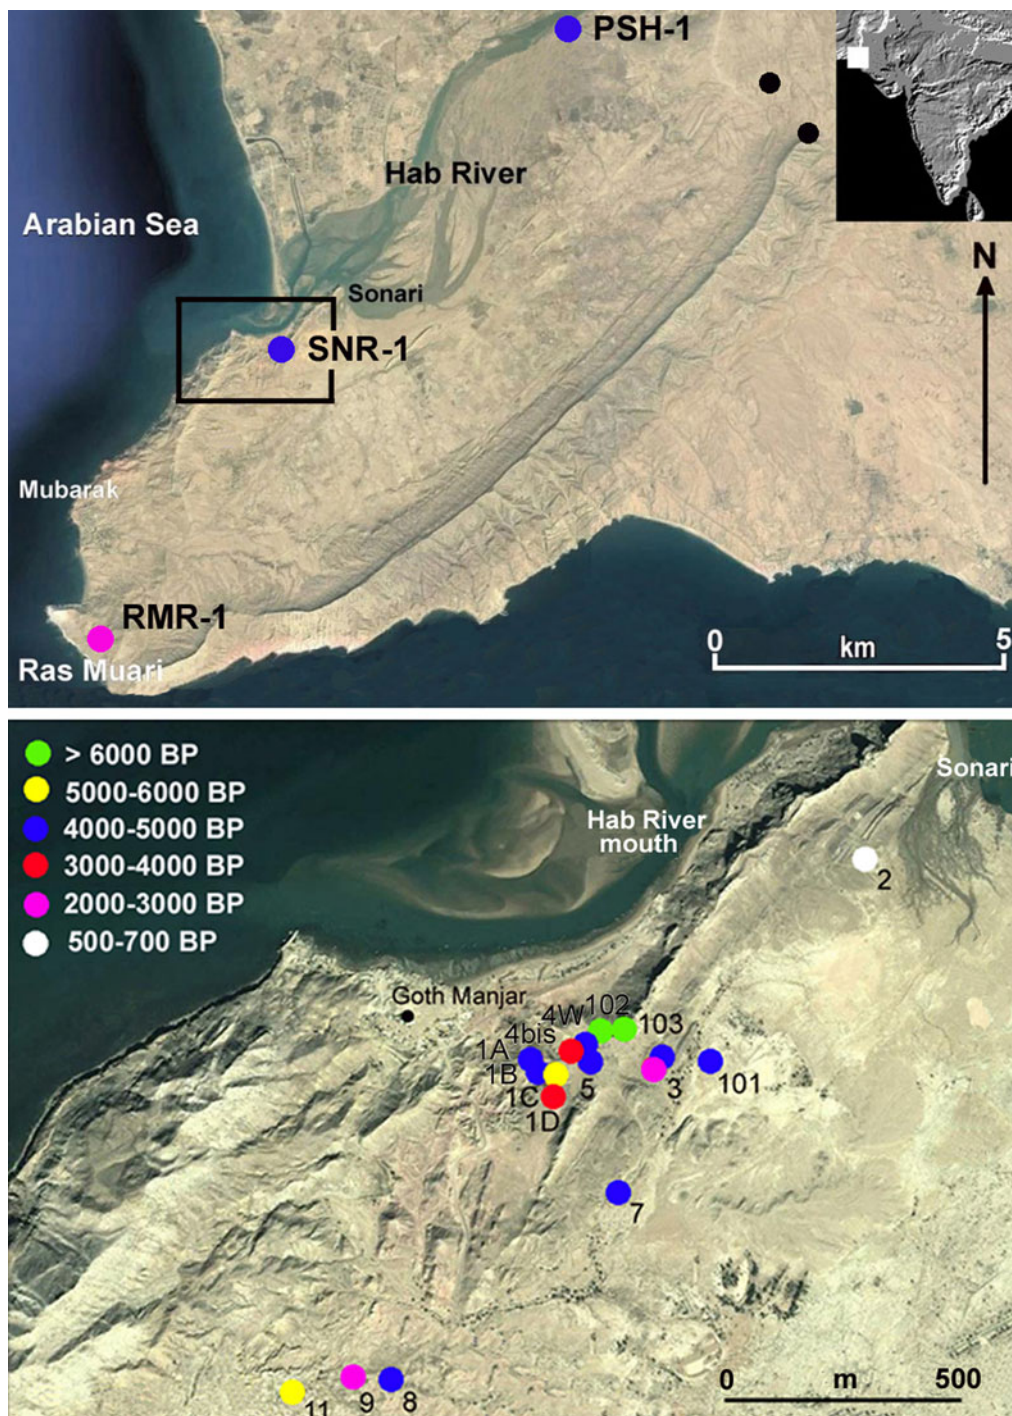 PSH-1
Hab River
Arabian Sea
N
Sonari
SNR-1
Mubarak
RMR-1
Ras Muari
0 km 5
> 6000 BP
5000-6000 BP
4000-5000 BP
3000-4000 BP
2000-3000 BP
500-700 BP
Sonari
Hab River
mouth
2
Goth Manjar
102
4W
103
4bis
1A
1B
5
3
101
1C
1D
7
0 m 500
8
9
11